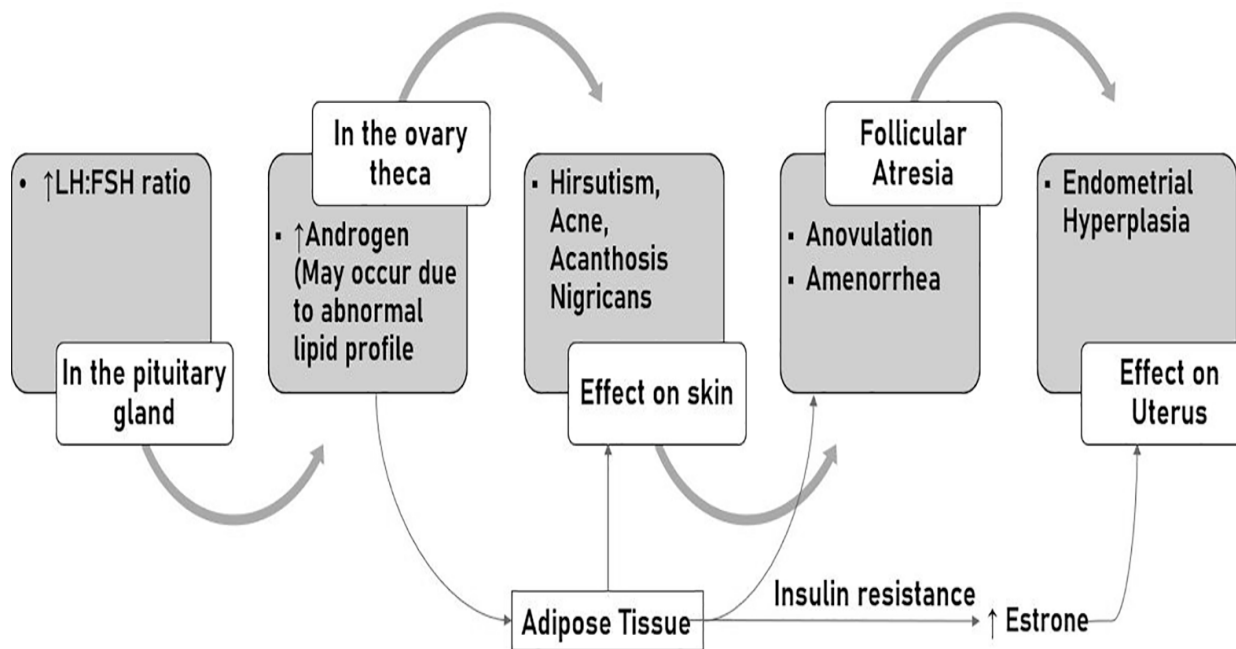 • ↑LH:FSH ratio
In the pituitary
gland
In the ovary
theca
▪ ↑Androgen
(May occur due
to abnormal
lipid profile
▪ Hirsutism,
Acne,
Acanthosis
Nigricans
Effect on skin
Follicular
Atresia
▪ Anovulation
▪ Amenorrhea
▪ Endometrial
Hyperplasia
Effect on
Uterus
Adipose Tissue
Insulin resistance
↑ Estrone